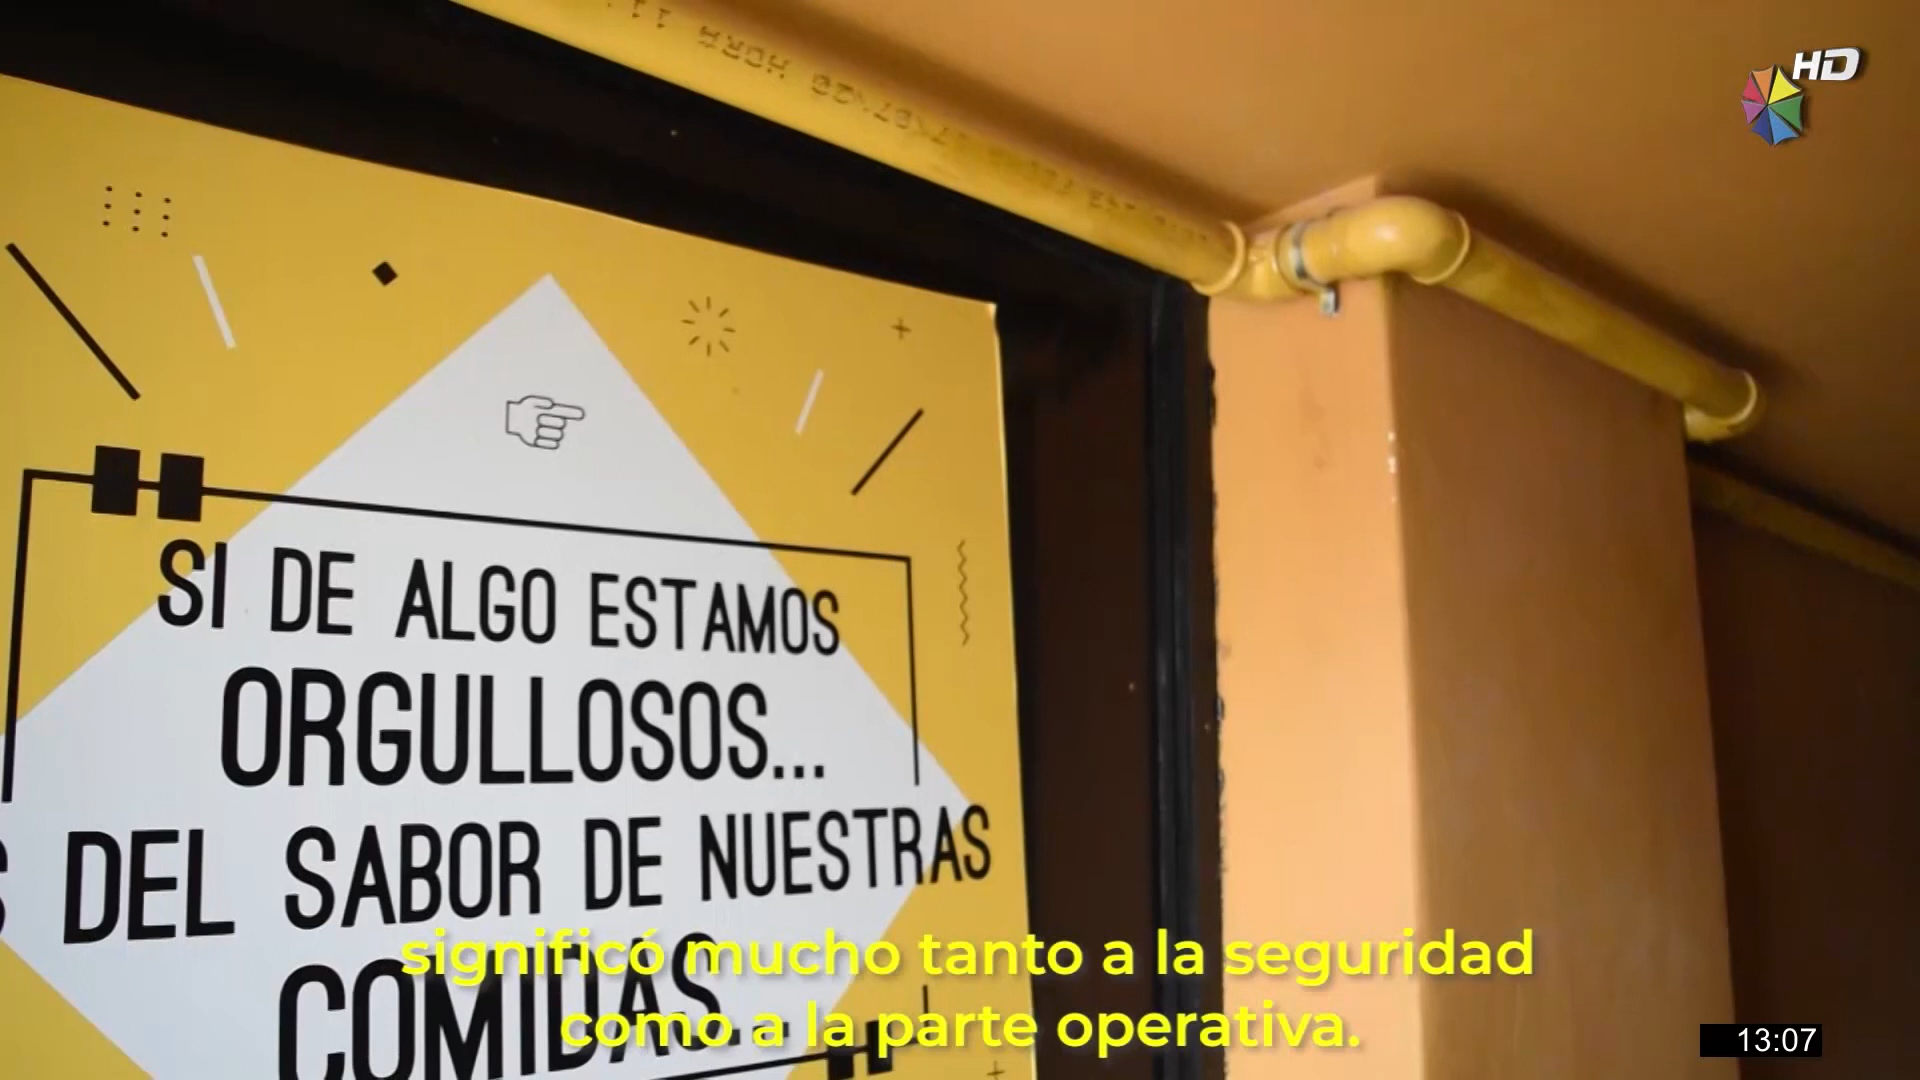 HD
SI DE ALGO ESTAMOS
ORGULLOSOS...
DEL SABOR DE NUESTRAS
COMIDAS...
significó mucho tanto a la seguridad
como a la parte operativa.
13:07